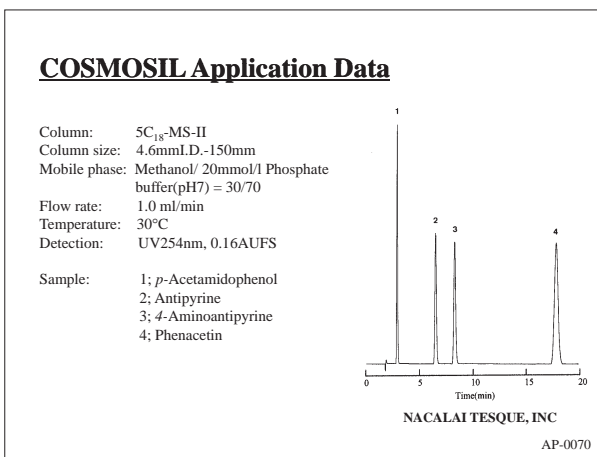 COSMOSIL Application Data
Column: 5C18-MS-II
Column size: 4.6mmI.D.-150mm
Mobile phase: Methanol/ 20mmol/l Phosphate
buffer(pH7) = 30/70
Flow rate: 1.0 ml/min
Temperature: 30°C
Detection: UV254nm, 0.16AUFS
Sample: 1; p-Acetamidophenol
2; Antipyrine
3; 4-Aminoantipyrine
4; Phenacetin
1
2
3
4
0 5 10 15 20
Time(min)
NACALAI TESQUE, INC
AP-0070